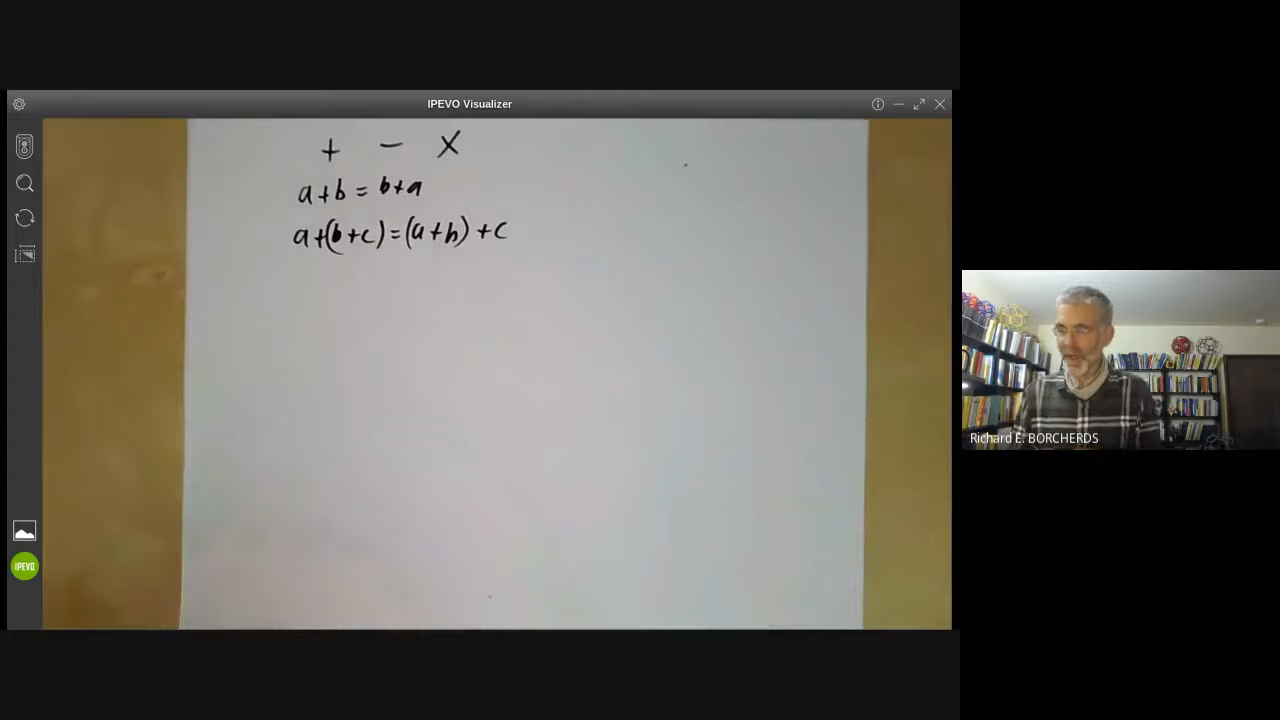 IPEVO Visualizer
+ − ×
a+b = b+a
a+(b+c)=(a+b)+c
Richard E. BORCHERDS
IPEVO